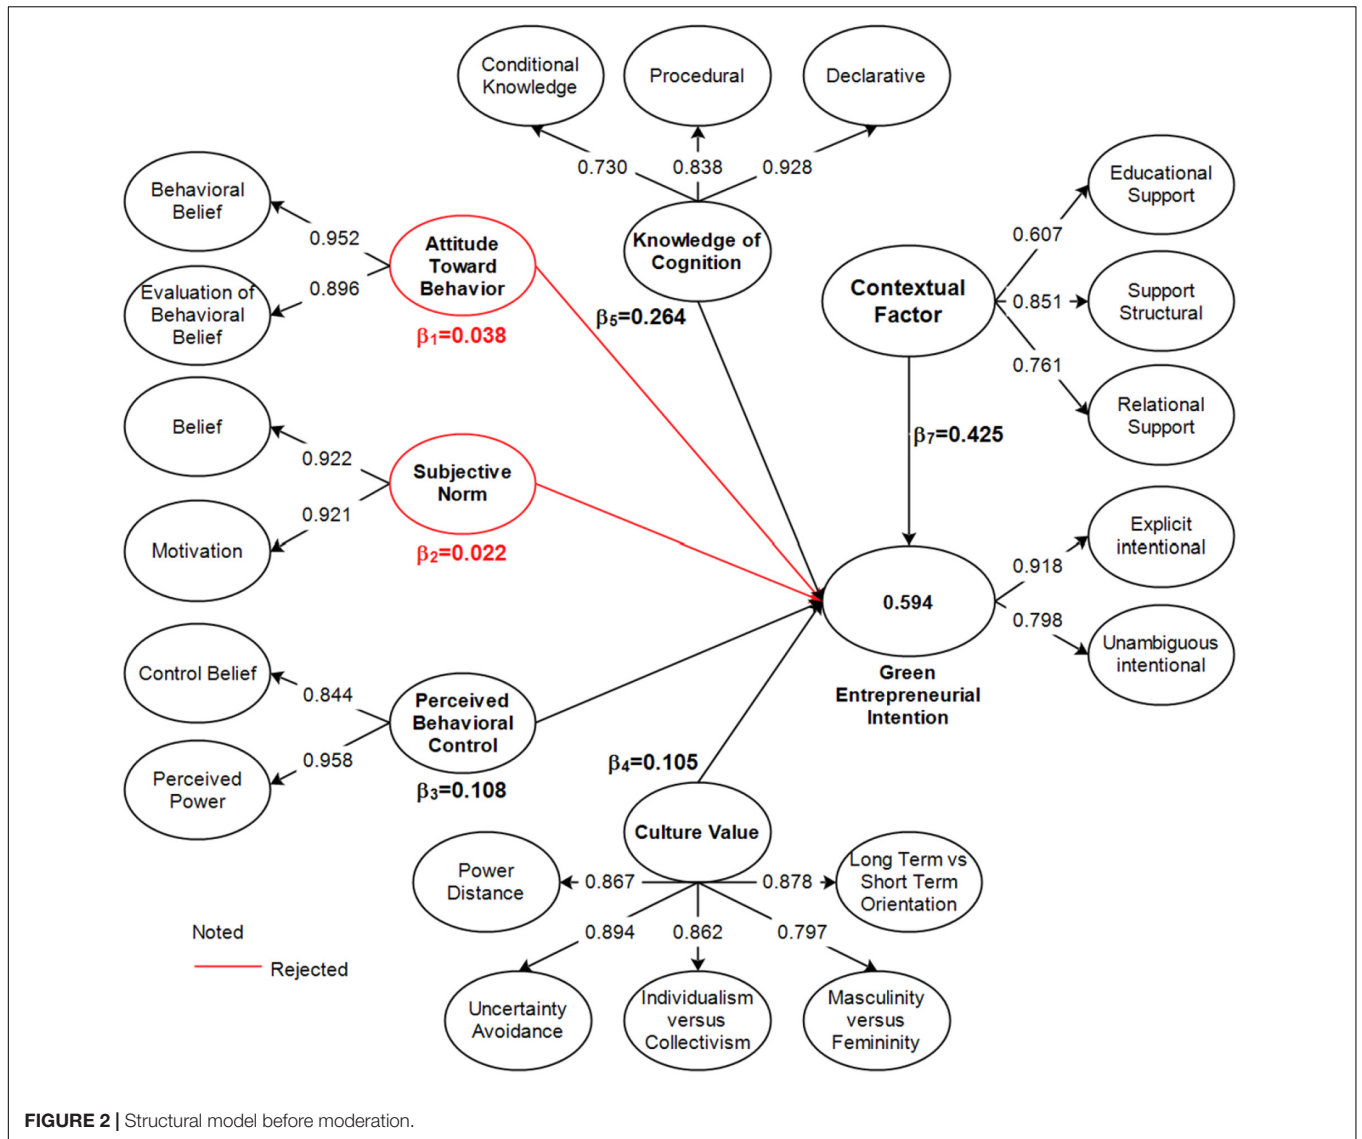 Conditional
Knowledge
Procedural
Declarative
0.730
0.838
0.928
Behavioral
Belief
0.952
Evaluation of
Behavioral
Belief
0.896
Attitude
Toward
Behavior
β₁=0.038
Knowledge of
Cognition
β₅=0.264
Contextual
Factor
Educational
Support
0.607
0.851
Support
Structural
0.761
Relational
Support
β₇=0.425
Belief
0.922
Motivation
0.921
Subjective
Norm
β₂=0.022
Explicit
intentional
0.918
0.594
0.798
Unambiguous
intentional
Green
Entrepreneurial
Intention
Control Belief
0.844
Perceived
Power
0.958
Perceived
Behavioral
Control
β₃=0.108
β₄=0.105
Culture Value
Power
Distance
0.867
0.878
Long Term vs
Short Term
Orientation
0.894
0.862
0.797
Uncertainty
Avoidance
Individualism
versus
Collectivism
Masculinity
versus
Femininity
Noted
Rejected
FIGURE 2 | Structural model before moderation.